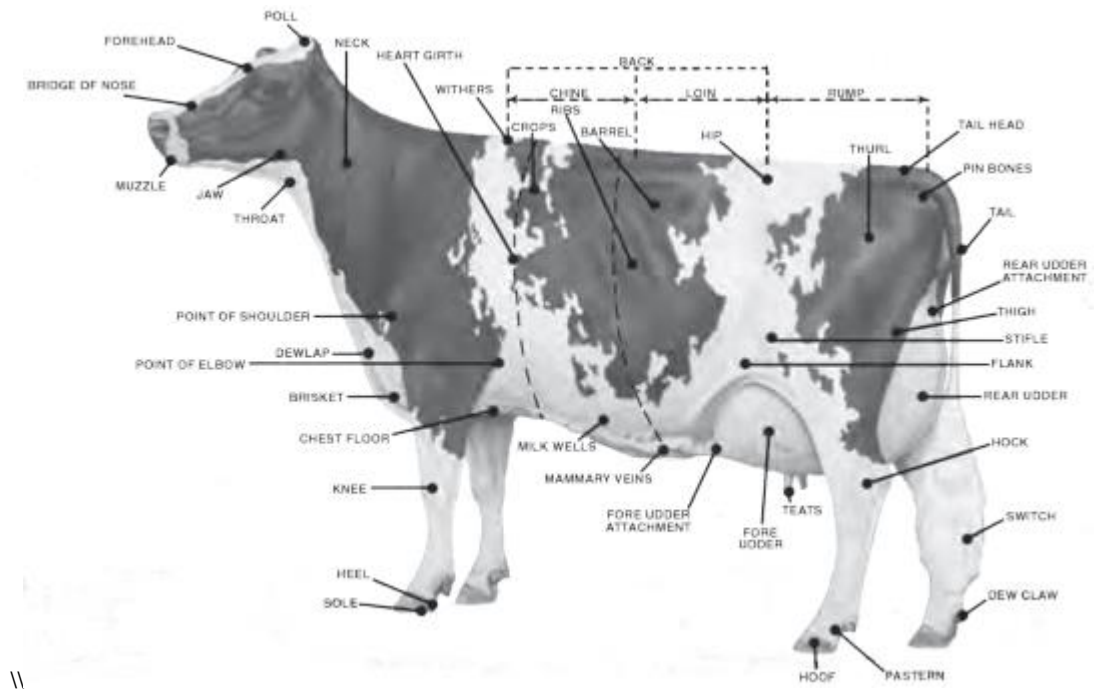 POLL
FOREHEAD
NECK
HEART GIRTH
BACK
BRIDGE OF NOSE
WITHERS
CHINE
LOIN
RUMP
RIBS
CROPS
BARREL
HIP
THURL
TAIL HEAD
PIN BONES
MUZZLE
JAW
THROAT
TAIL
REAR UDDER
ATTACHMENT
THIGH
POINT OF SHOULDER
STIFLE
DEWLAP
POINT OF ELBOW
FLANK
BRISKET
REAR UDDER
CHEST FLOOR
MILK WELLS
HOCK
MAMMARY VEINS
KNEE
FORE UDDER
ATTACHMENT
TEATS
FORE
UDDER
SWITCH
HEEL
SOLE
DEW CLAW
HOOF
PASTERN
\\